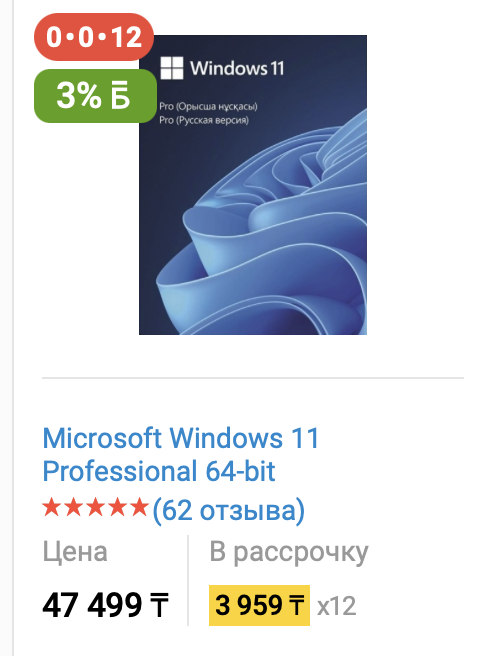 0•0•12
3% Б
Windows 11
Pro (Орысша нұсқасы)
Pro (Русская версия)
Microsoft Windows 11
Professional 64-bit
(62 отзыва)
Цена
В рассрочку
47 499 ₸
3 959 ₸ x12